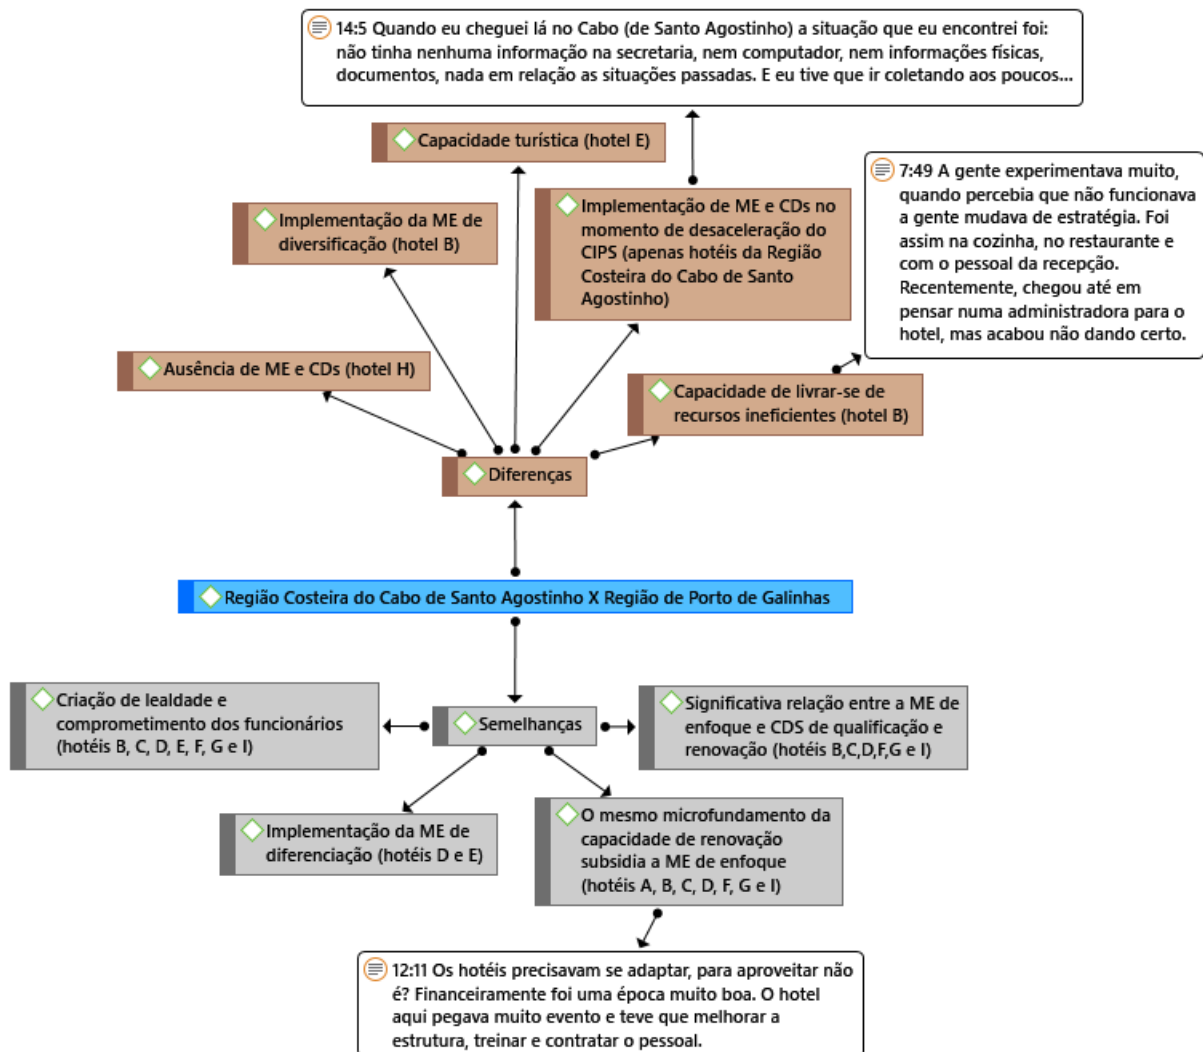 14:5 Quando eu cheguei lá no Cabo (de Santo Agostinho) a situação que eu encontrei foi:
não tinha nenhuma informação na secretaria, nem computador, nem informações físicas,
documentos, nada em relação as situações passadas. E eu tive que ir coletando aos poucos...
Capacidade turística (hotel E)
7:49 A gente experimentava muito,
quando percebia que não funcionava
a gente mudava de estratégia. Foi
assim na cozinha, no restaurante e
com o pessoal da recepção.
Recentemente, chegou até em
pensar numa administradora para o
hotel, mas acabou não dando certo.
Implementação da ME de
diversificação (hotel B)
Implementação de ME e CDs no
momento de desaceleração do
CIPS (apenas hotéis da Região
Costeira do Cabo de Santo
Agostinho)
Ausência de ME e CDs (hotel H)
Capacidade de livrar-se de
recursos ineficientes (hotel B)
Diferenças
Região Costeira do Cabo de Santo Agostinho X Região de Porto de Galinhas
Criação de lealdade e
comprometimento dos funcionários
(hotéis B, C, D, E, F, G e I)
Semelhanças
Significativa relação entre a ME de
enfoque e CDS de qualificação e
renovação (hotéis B,C,D,F,G e I)
Implementação da ME de
diferenciação (hotéis D e E)
O mesmo microfundamento da
capacidade de renovação
subsidia a ME de enfoque
(hotéis A, B, C, D, F, G e I)
12:11 Os hotéis precisavam se adaptar, para aproveitar não
é? Financeiramente foi uma época muito boa. O hotel
aqui pegava muito evento e teve que melhorar a
estrutura, treinar e contratar o pessoal.